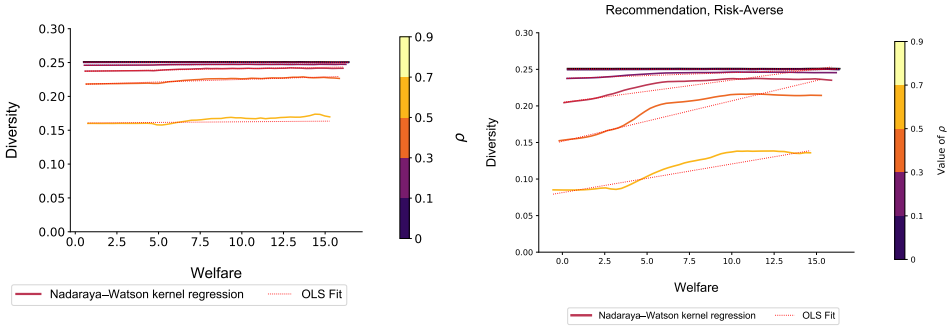 0.30
0.25
0.20
0.15
0.10
0.05
0.00
Diversity
0.0 2.5 5.0 7.5 10.0 12.5 15.0
Welfare
Nadaraya–Watson kernel regression OLS Fit
0.9
0.7
0.5
0.3
0.1
0
ρ
Recommendation, Risk-Averse
0.30
0.25
0.20
0.15
0.10
0.05
0.00
Diversity
0.0 2.5 5.0 7.5 10.0 12.5 15.0
Welfare
Nadaraya–Watson kernel regression OLS Fit
0.9
0.7
0.5
0.3
0.1
0
Value of ρ